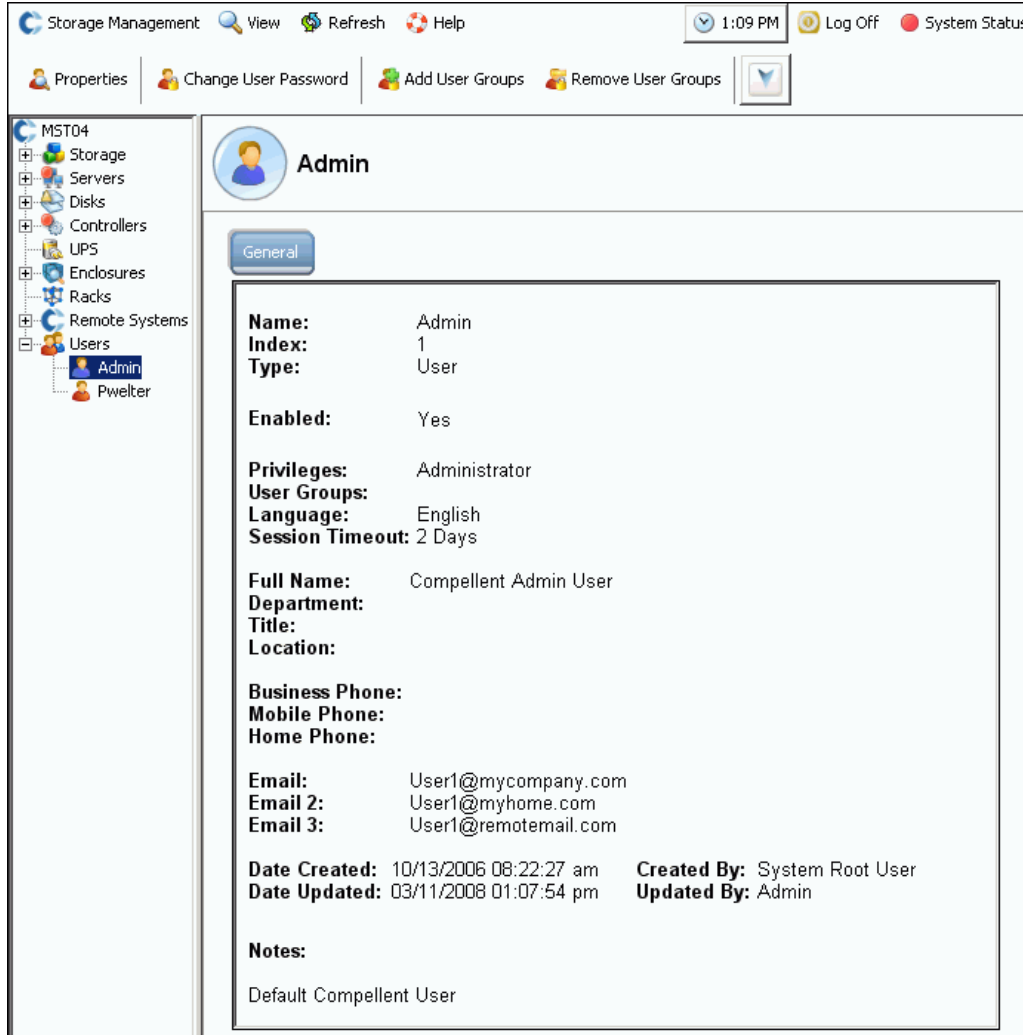 Storage Management View Refresh Help 1:09 PM Log Off System Status
Properties Change User Password Add User Groups Remove User Groups
MST04
Storage
Servers
Disks
Controllers
UPS
Enclosures
Racks
Remote Systems
Users
Admin
Pwelter
Admin
General
Name: Admin
Index: 1
Type: User
Enabled: Yes
Privileges: Administrator
User Groups:
Language: English
Session Timeout: 2 Days
Full Name: Compellent Admin User
Department:
Title:
Location:
Business Phone:
Mobile Phone:
Home Phone:
Email: User1@mycompany.com
Email 2: User1@myhome.com
Email 3: User1@remotemail.com
Date Created: 10/13/2006 08:22:27 am Created By: System Root User
Date Updated: 03/11/2008 01:07:54 pm Updated By: Admin
Notes:
Default Compellent User